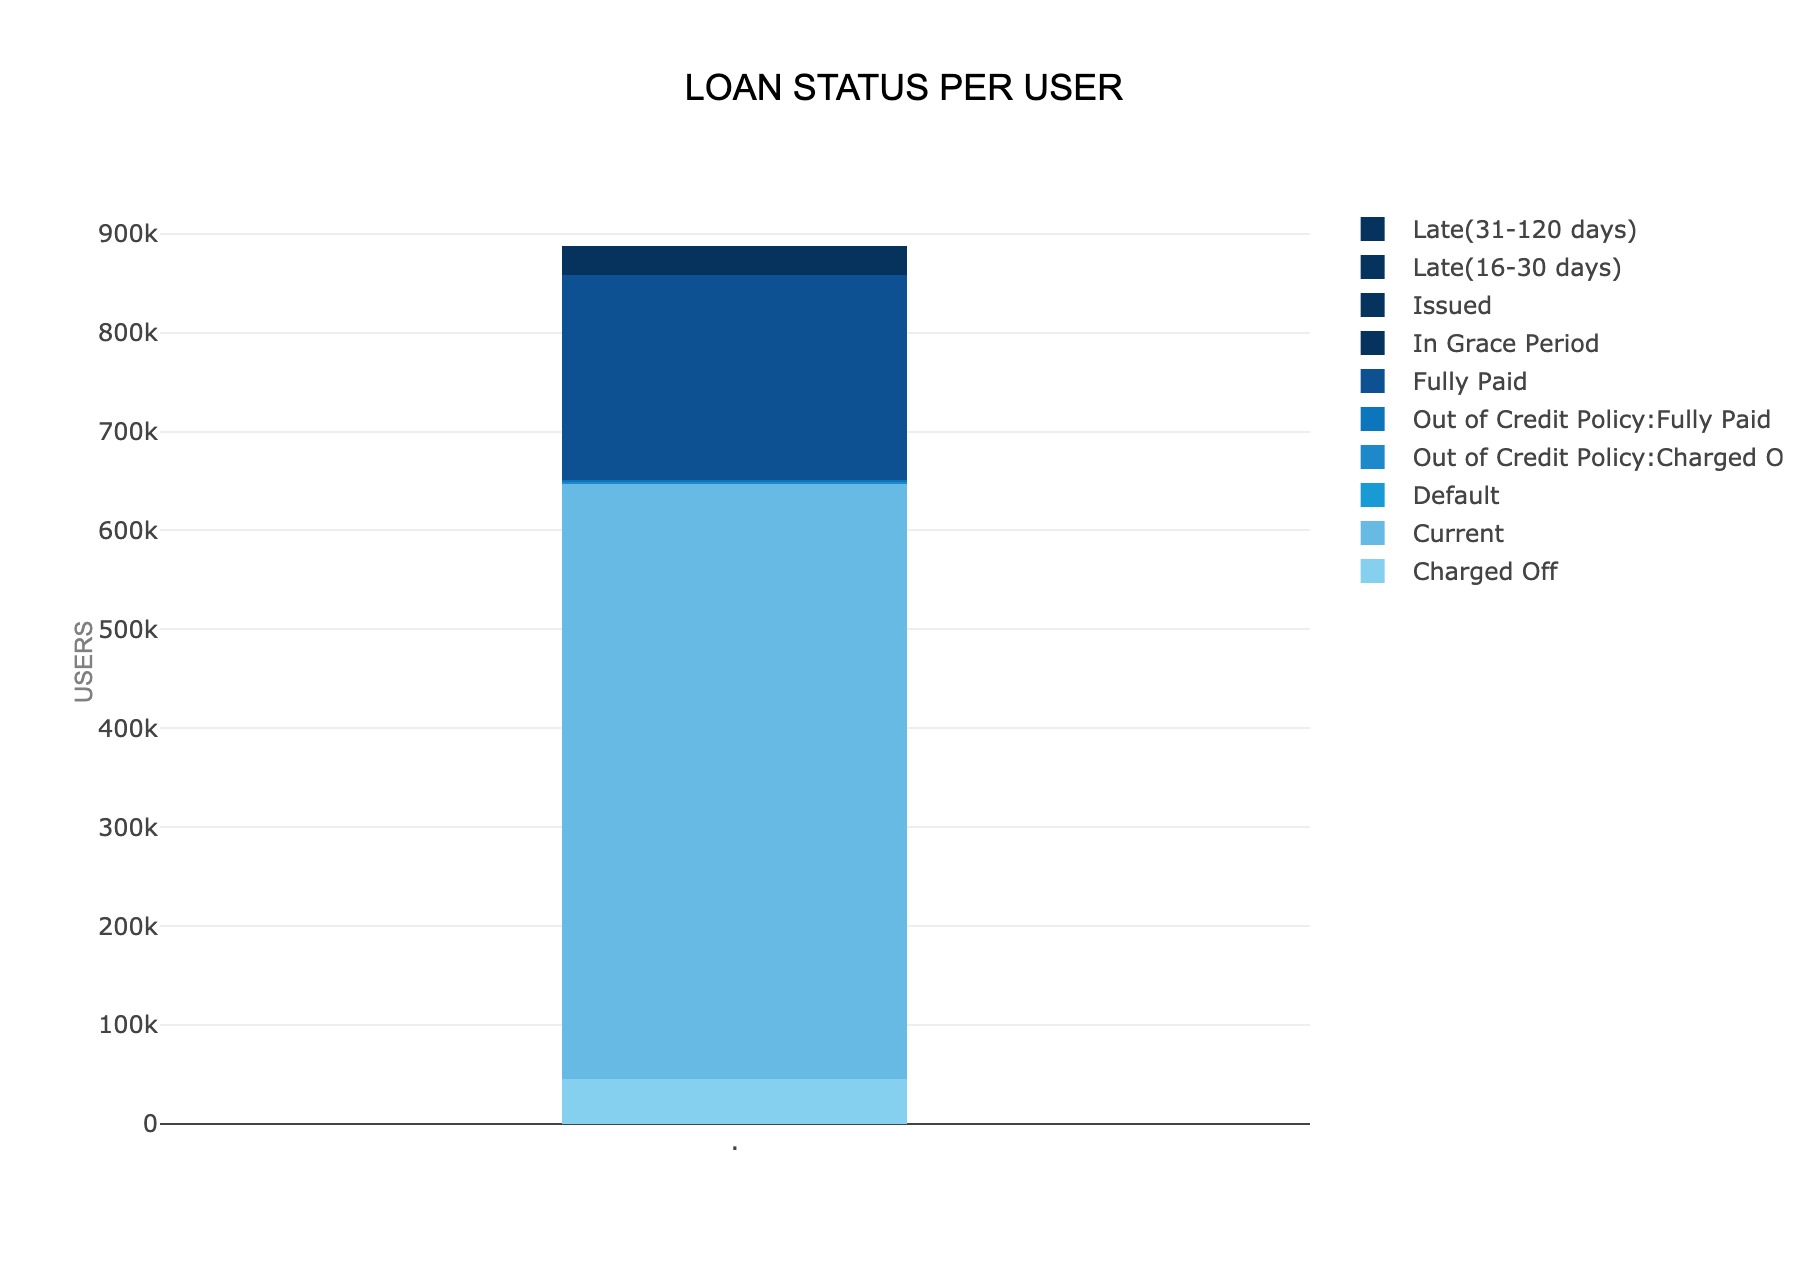 LOAN STATUS PER USER
900k
800k
700k
600k
500k
400k
300k
200k
100k
0
USERS
.
Late(31-120 days)
Late(16-30 days)
Issued
In Grace Period
Fully Paid
Out of Credit Policy:Fully Paid
Out of Credit Policy:Charged O
Default
Current
Charged Off